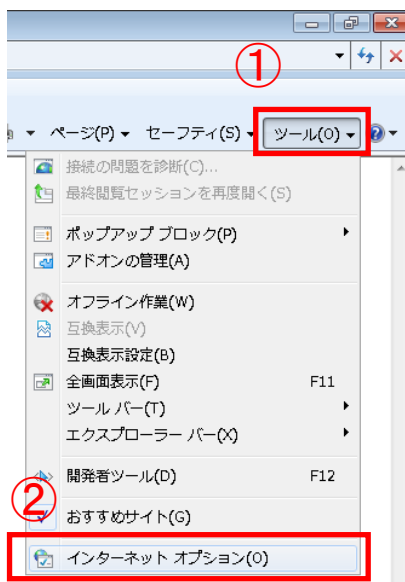 ①
ページ(P) セーフティ(S) ツール(O)
接続の問題を診断(C)...
最終閲覧セッションを再度開く(S)
ポップアップ ブロック(P)
アドオンの管理(A)
オフライン作業(W)
互換表示(V)
互換表示設定(B)
全画面表示(F) F11
ツール バー(T)
エクスプローラー バー(X)
開発者ツール(D) F12
②
おすすめサイト(G)
インターネット オプション(O)